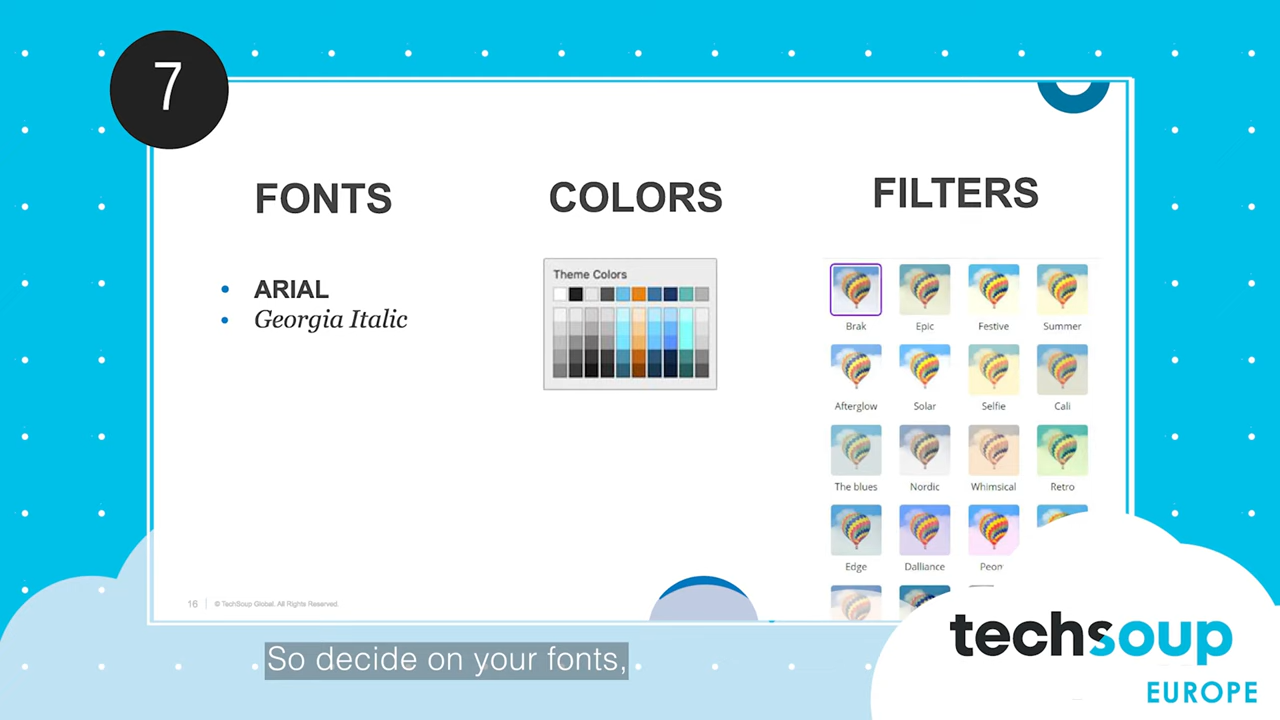 7
FONTS
COLORS
FILTERS
• ARIAL
• Georgia Italic
Theme Colors
Brak Epic Festive Summer
Afterglow Solar Selfie Cali
The blues Nordic Whimsical Retro
Edge Dalliance
16 © TechSoup Global. All Rights Reserved.
So decide on your fonts,
techsoup
EUROPE